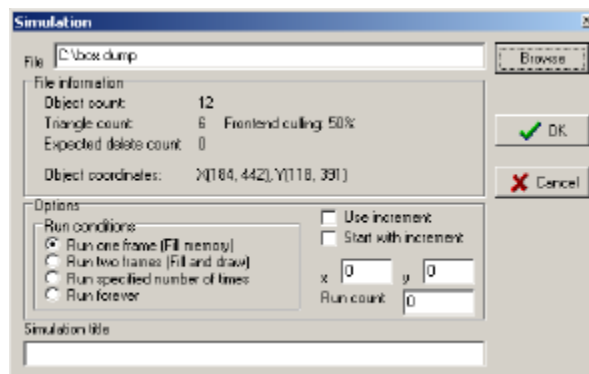 Simulation
File C:\box.dump Browse
File information
Object count: 12
Triangle count: 6 Frontend culling: 50%
Expected delete count 0
Object coordinates: X(184, 442), Y(118, 391)
OK
Cancel
Options
Run conditions
Run one frame (Fill memory)
Run two frames (Fill and draw)
Run specified number of times
Run forever
Use increment
Start with increment
x 0 y 0
Run count 0
Simulation title